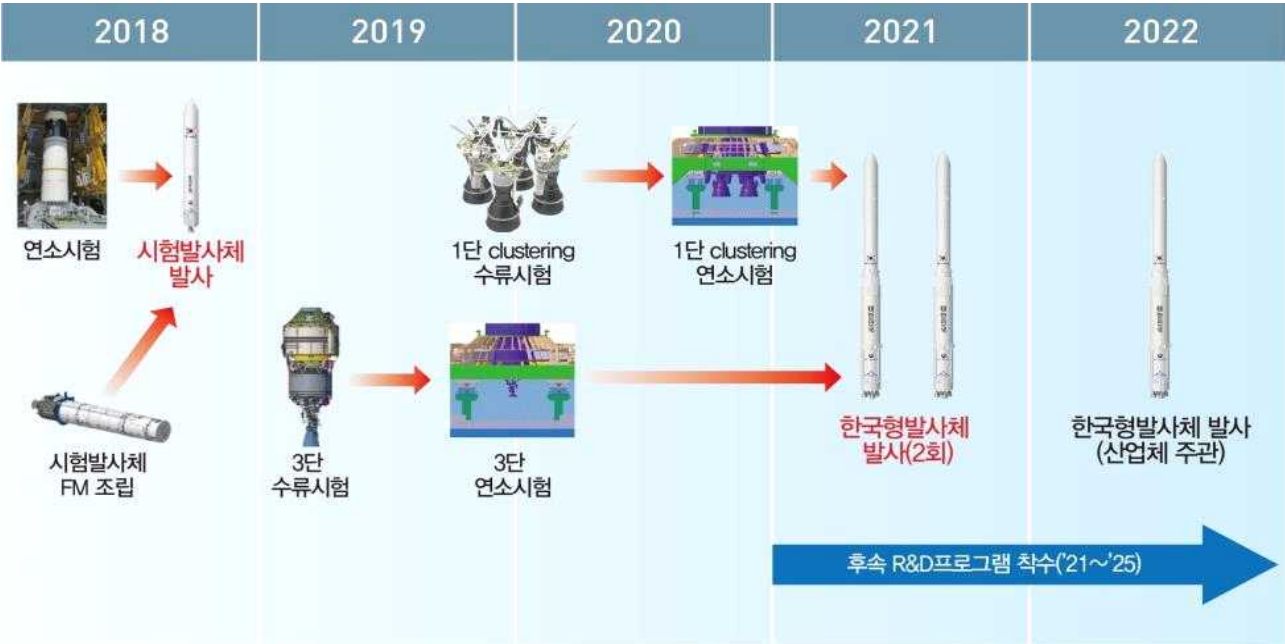 2018
2019
2020
2021
2022
연소시험
시험발사체
발사
1단 clustering
수류시험
1단 clustering
연소시험
시험발사체
FM 조립
3단
수류시험
3단
연소시험
한국형발사체
발사(2회)
한국형발사체 발사
(산업체 주관)
후속 R&D프로그램 착수('21～'25)